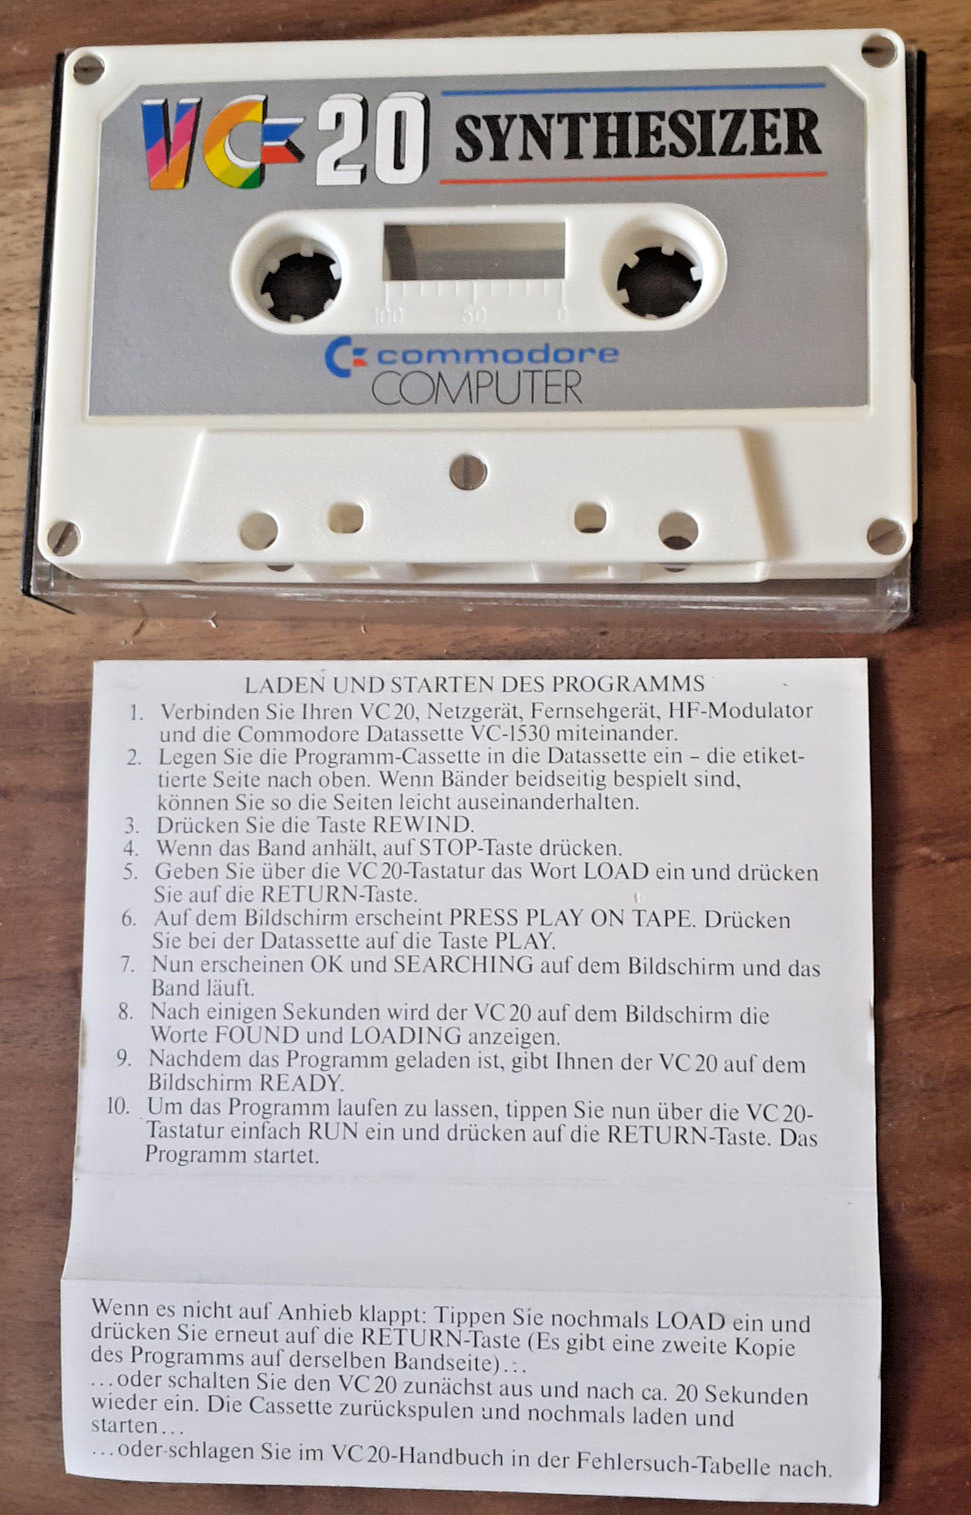 VC-20 SYNTHESIZER
100 50 0
commodore
COMPUTER
LADEN UND STARTEN DES PROGRAMMS
1. Verbinden Sie Ihren VC 20, Netzgerät, Fernsehgerät, HF-Modulator
und die Commodore Datassette VC-1530 miteinander.
2. Legen Sie die Programm-Cassette in die Datassette ein – die etiket-
tierte Seite nach oben. Wenn Bänder beidseitig bespielt sind,
können Sie so die Seiten leicht auseinanderhalten.
3. Drücken Sie die Taste REWIND.
4. Wenn das Band anhält, auf STOP-Taste drücken.
5. Geben Sie über die VC 20-Tastatur das Wort LOAD ein und drücken
Sie auf die RETURN-Taste.
6. Auf dem Bildschirm erscheint PRESS PLAY ON TAPE. Drücken
Sie bei der Datassette auf die Taste PLAY.
7. Nun erscheinen OK und SEARCHING auf dem Bildschirm und das
Band läuft.
8. Nach einigen Sekunden wird der VC 20 auf dem Bildschirm die
Worte FOUND und LOADING anzeigen.
9. Nachdem das Programm geladen ist, gibt Ihnen der VC 20 auf dem
Bildschirm READY.
10. Um das Programm laufen zu lassen, tippen Sie nun über die VC 20-
Tastatur einfach RUN ein und drücken auf die RETURN-Taste. Das
Programm startet.
Wenn es nicht auf Anhieb klappt: Tippen Sie nochmals LOAD ein und
drücken Sie erneut auf die RETURN-Taste (Es gibt eine zweite Kopie
des Programms auf derselben Bandseite)...
...oder schalten Sie den VC 20 zunächst aus und nach ca. 20 Sekunden
wieder ein. Die Cassette zurückspulen und nochmals laden und
starten...
...oder schlagen Sie im VC 20-Handbuch in der Fehlersuch-Tabelle nach.